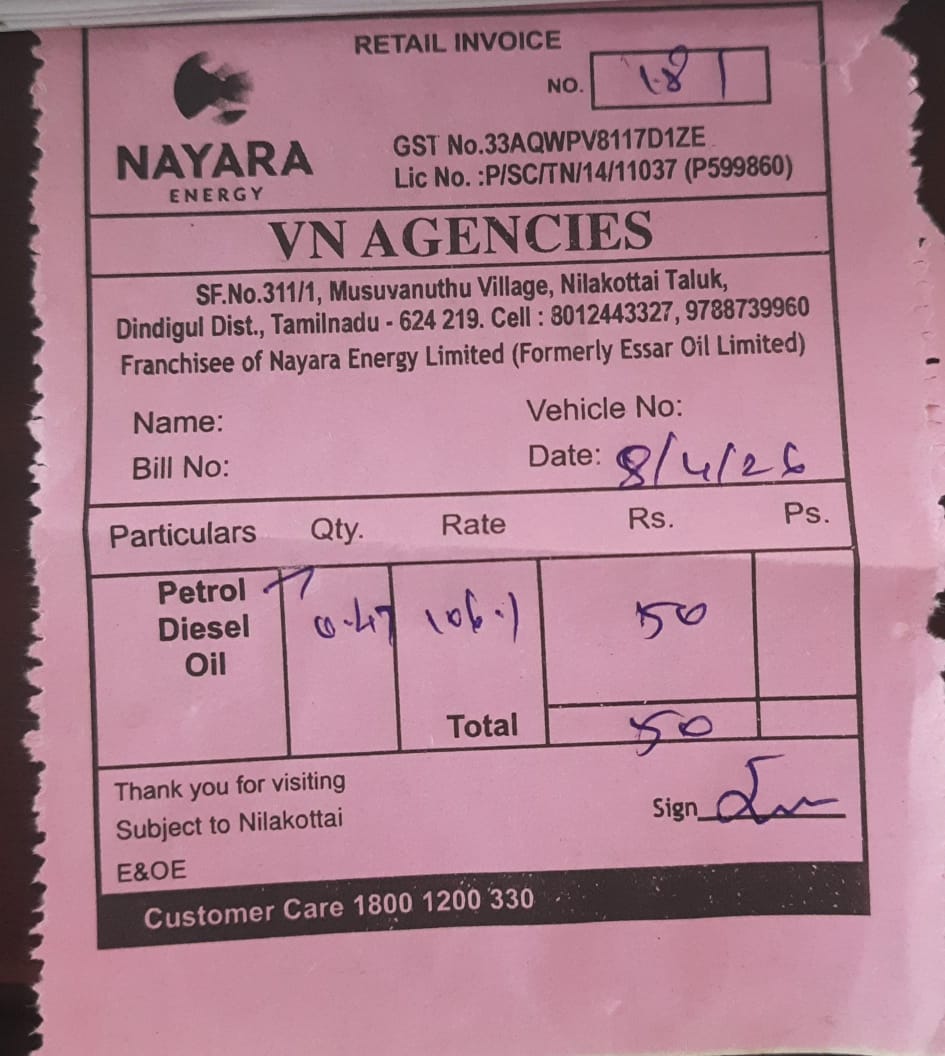 RETAIL INVOICE
NO. 181
NAYARA
ENERGY
GST No.33AQWPV8117D1ZE
Lic No. :P/SC/TN/14/11037 (P599860)
VN AGENCIES
SF.No.311/1, Musuvanuthu Village, Nilakottai Taluk,
Dindigul Dist., Tamilnadu - 624 219. Cell : 8012443327, 9788739960
Franchisee of Nayara Energy Limited (Formerly Essar Oil Limited)
Name:
Vehicle No:
Bill No:
Date: 8/4/26
Particulars Qty. Rate Rs. Ps.
Petrol 0.47 106.1 50
Diesel
Oil
Total 50
Thank you for visiting
Subject to Nilakottai
Sign
E&OE
Customer Care 1800 1200 330